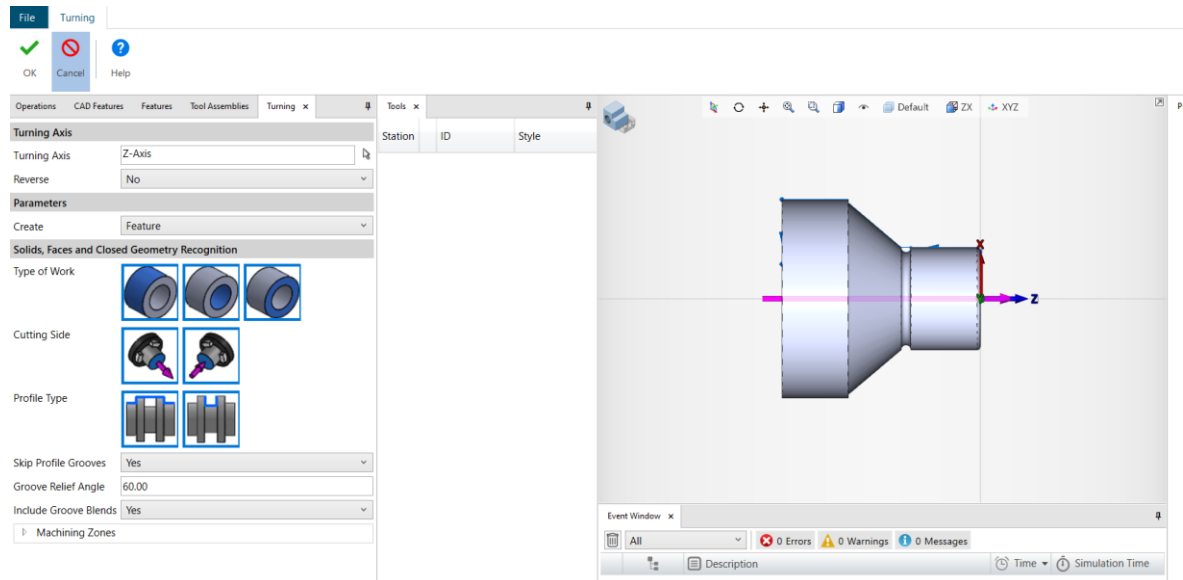 File Turning
OK Cancel Help
Operations CAD Features Features Tool Assemblies Turning
Turning Axis
Turning Axis Z-Axis
Reverse No
Parameters
Create Feature
Solids, Faces and Closed Geometry Recognition
Type of Work
Cutting Side
Profile Type
Skip Profile Grooves Yes
Groove Relief Angle 60.00
Include Groove Blends Yes
Machining Zones
Tools
Station ID Style
Default ZX XYZ
P
X
Z
Event Window
All 0 Errors 0 Warnings 0 Messages
Description Time Simulation Time